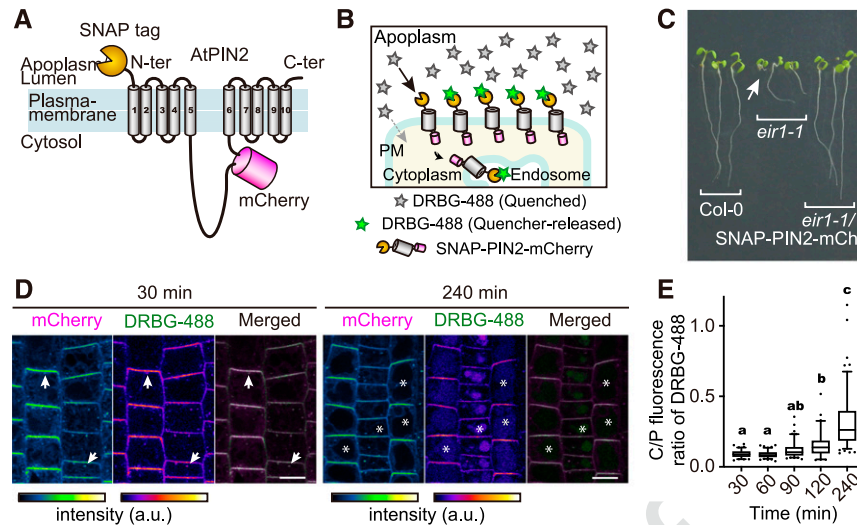 A
SNAP tag
N-ter
AtPIN2
C-ter
Apoplasm
Lumen
Plasma-
membrane
Cytosol
1 2 3 4 5 6 7 8 9 10
mCherry
B
Apoplasm
PM
Cytoplasm
Endosome
DRBG-488 (Quenched)
DRBG-488 (Quencher-released)
SNAP-PIN2-mCherry
C
eir1-1
Col-0
eir1-1/
SNAP-PIN2-mCh
D
30 min
240 min
mCherry DRBG-488 Merged
mCherry DRBG-488 Merged
* * * *
* * * *
* * * *
intensity (a.u.)
intensity (a.u.)
E
C/P fluorescence
ratio of DRBG-488
1.0
0.5
0.0
a a ab b c
30 60 90 120 240
Time (min)